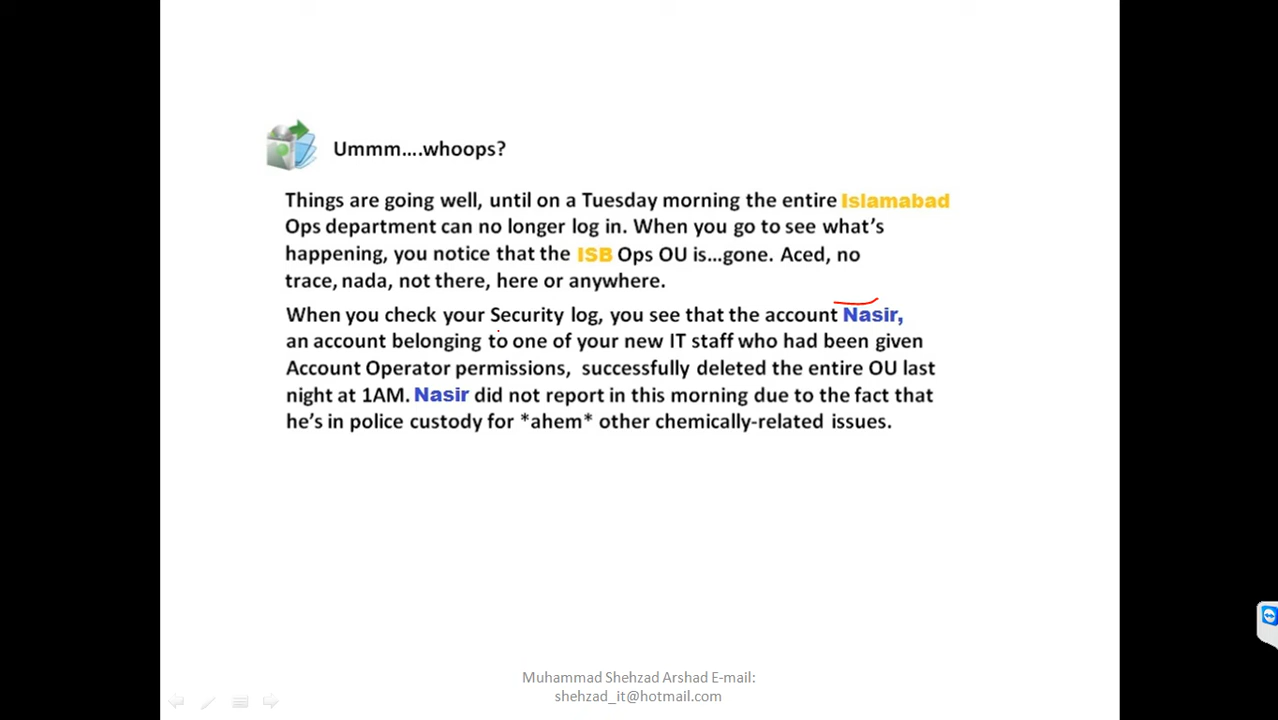 Ummm....whoops?
Things are going well, until on a Tuesday morning the entire Islamabad
Ops department can no longer log in. When you go to see what's
happening, you notice that the ISB Ops OU is...gone. Aced, no
trace, nada, not there, here or anywhere.
When you check your Security log, you see that the account Nasir,
an account belonging to one of your new IT staff who had been given
Account Operator permissions, successfully deleted the entire OU last
night at 1AM. Nasir did not report in this morning due to the fact that
he's in police custody for *ahem* other chemically-related issues.
Muhammad Shehzad Arshad E-mail:
shehzad_it@hotmail.com